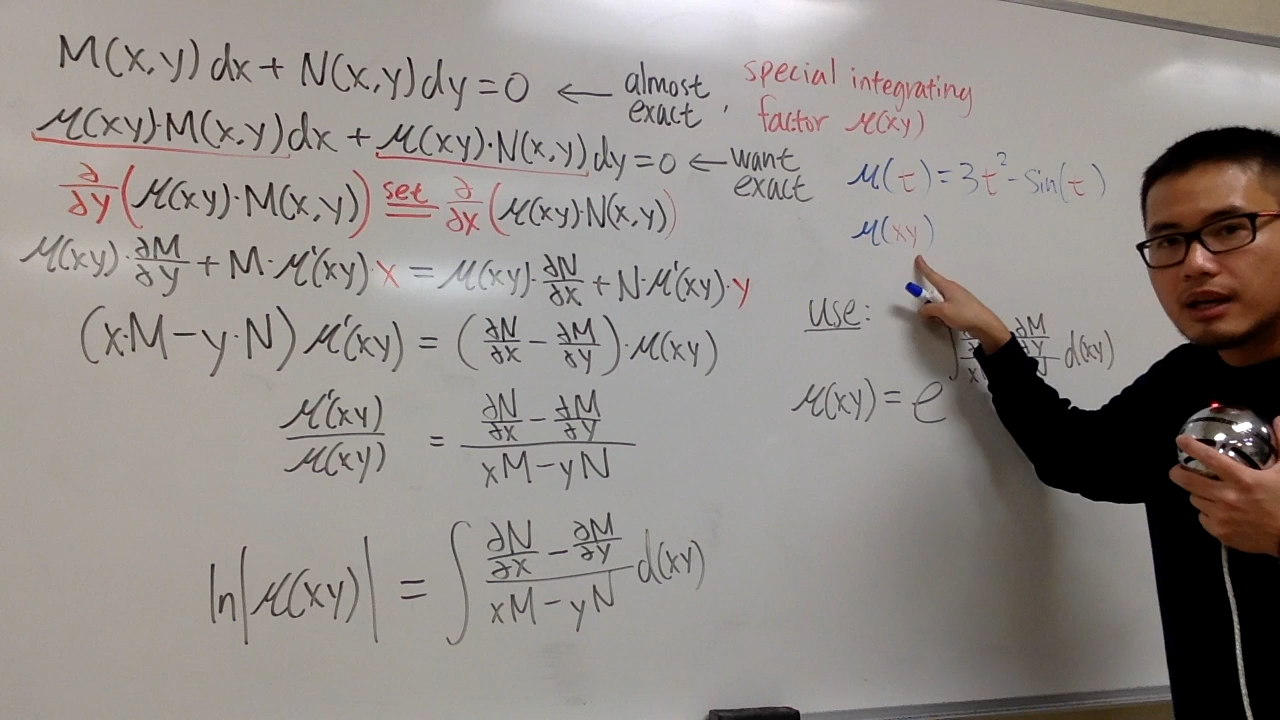 M(x,y)dx + N(x,y)dy = 0 ← almost exact, special integrating factor μ(xy)
μ(xy)·M(x,y)dx + μ(xy)·N(x,y)dy = 0 ← want exact
∂/∂y(μ(xy)·M(x,y)) set = ∂/∂x(μ(xy)·N(x,y))
μ(xy)·∂M/∂y + M·μ'(xy)·x = μ(xy)·∂N/∂x + N·μ'(xy)·y
(x·M − y·N) μ'(xy) = (∂N/∂x − ∂M/∂y)·μ(xy)
μ'(xy)/μ(xy) = (∂N/∂x − ∂M/∂y)/(xM − yN)
ln|μ(xy)| = ∫ (∂N/∂x − ∂M/∂y)/(xM − yN) d(xy)
μ(t) = 3t² − sin(t)
μ(xy)
use:
μ(xy) = e^∫ ∂M/∂y d(xy)